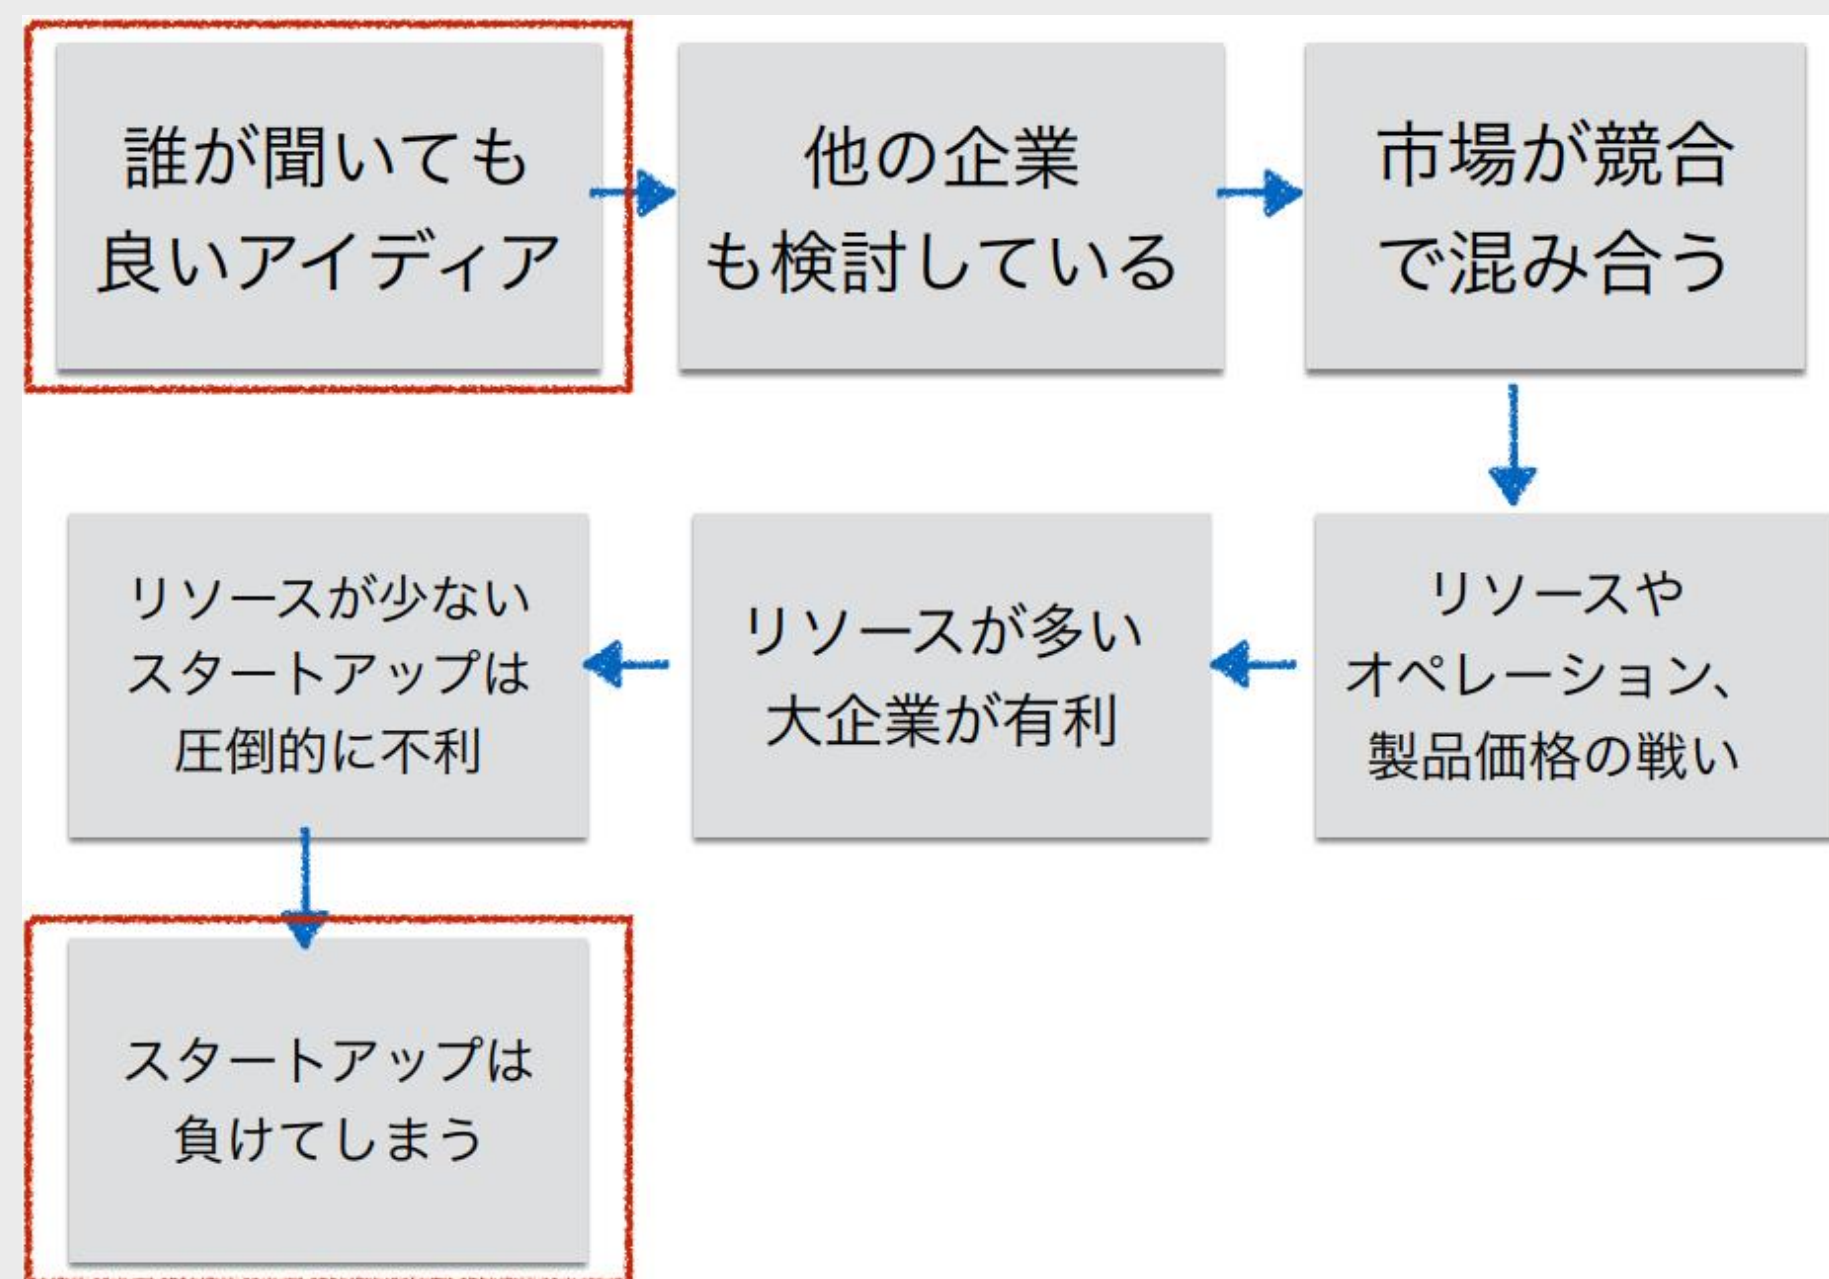 誰が聞いても
良いアイディア
他の企業
も検討している
市場が競合
で混み合う
リソースや
オペレーション、
製品価格の戦い
リソースが多い
大企業が有利
リソースが少ない
スタートアップは
圧倒的に不利
スタートアップは
負けてしまう